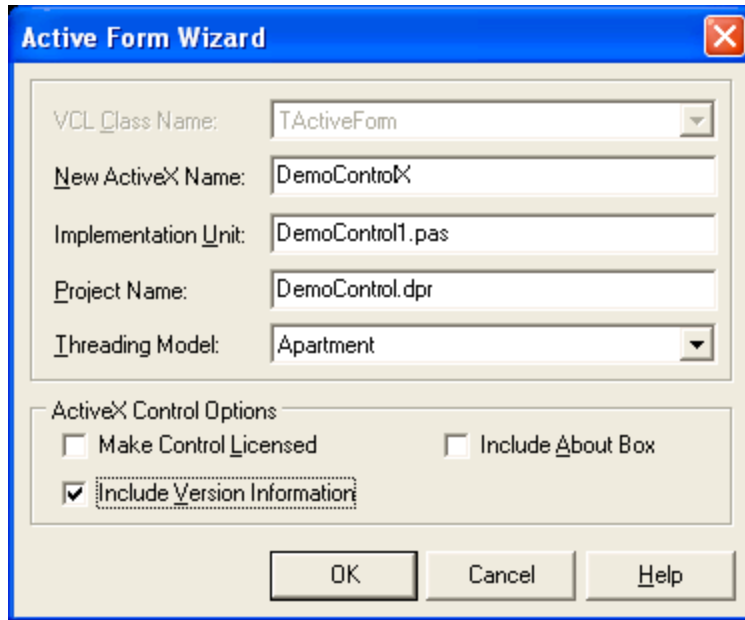 Active Form Wizard
VCL Class Name: TActiveForm
New ActiveX Name: DemoControlX
Implementation Unit: DemoControl1.pas
Project Name: DemoControl.dpr
Threading Model: Apartment
ActiveX Control Options
Make Control Licensed Include About Box
Include Version Information
OK Cancel Help